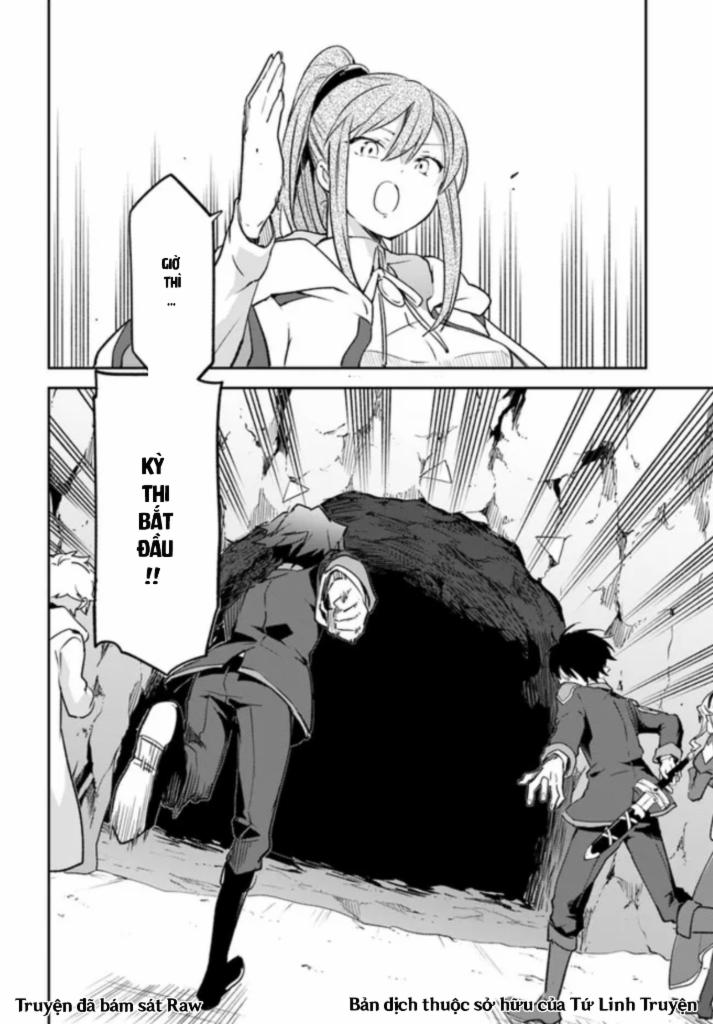 GIỜ
THÌ
...
KỲ
THI
BẮT
ĐẦU
!!
Truyện đã bám sát Raw
Bản dịch thuộc sở hữu của Tứ Linh Truyện